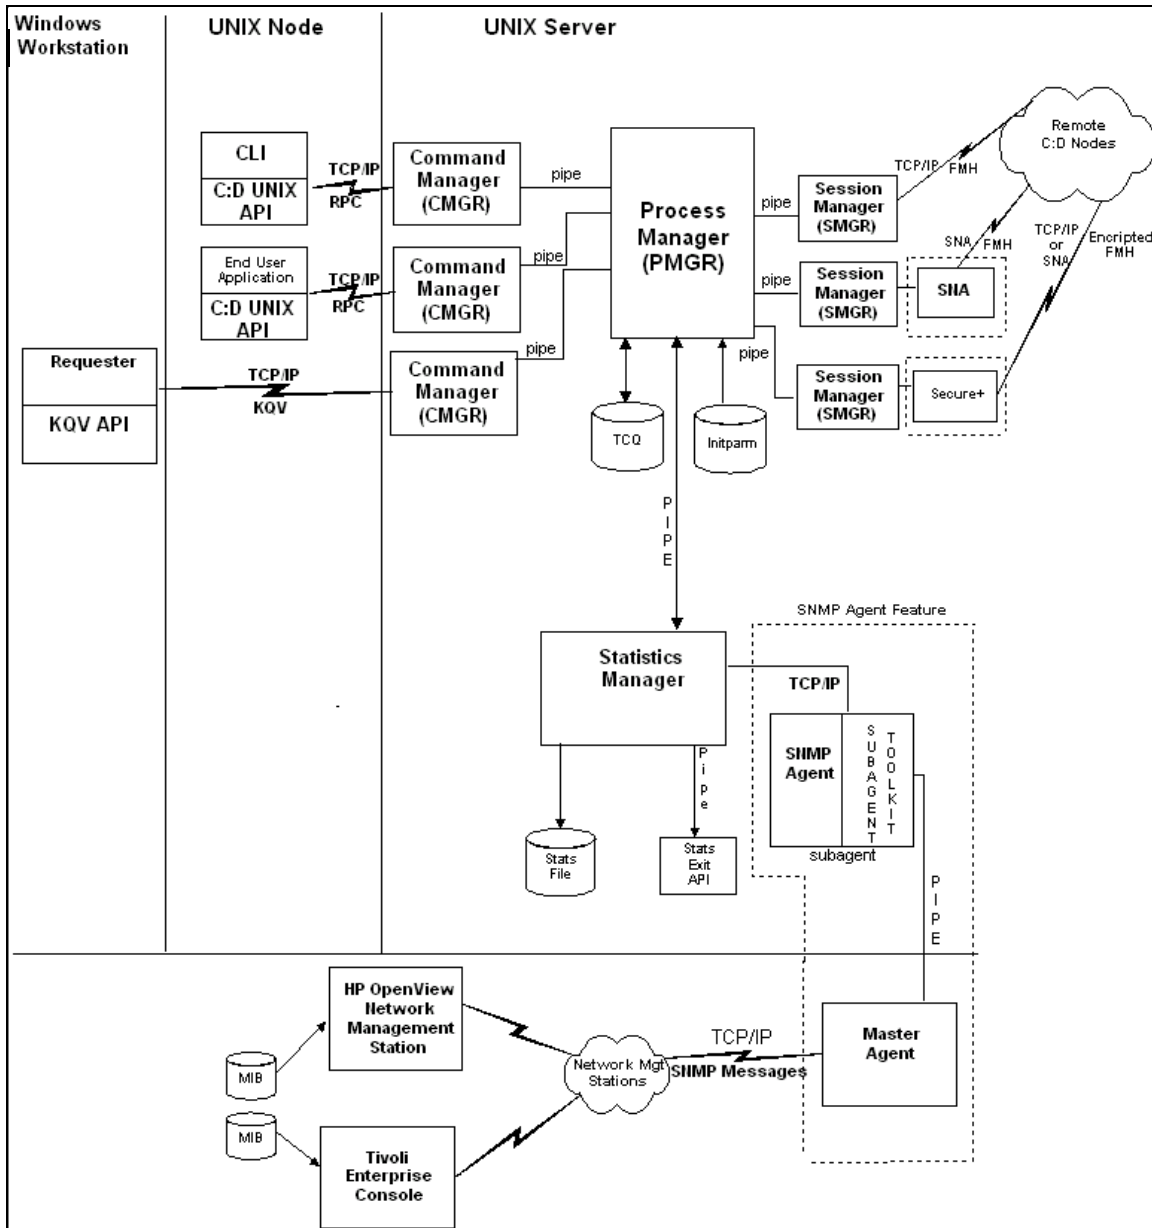 Windows
Workstation
UNIX Node
UNIX Server
CLI
C:D UNIX
API
TCP/IP
RPC
Command
Manager
(CMGR)
pipe
End User
Application
C:D UNIX
API
TCP/IP
RPC
Command
Manager
(CMGR)
pipe
Requester
KQV API
TCP/IP
KQV
Command
Manager
(CMGR)
pipe
Process
Manager
(PMGR)
pipe
Session
Manager
(SMGR)
TCP/IP
FMH
Remote
C:D Nodes
pipe
Session
Manager
(SMGR)
SNA
SNA
FMH
TCP/IP
or
SNA
Encripted
FMH
pipe
Session
Manager
(SMGR)
Secure+
TCQ
Initparm
PIPE
Statistics
Manager
SNMP Agent Feature
TCP/IP
SNMP
Agent
SUBAGENT
TOOLKIT
subagent
Pipe
Stats
File
Stats
Exit
API
PIPE
HP OpenView
Network
Management
Station
MIB
MIB
Tivoli
Enterprise
Console
Network Mgt
Stations
TCP/IP
SNMP Messages
Master
Agent